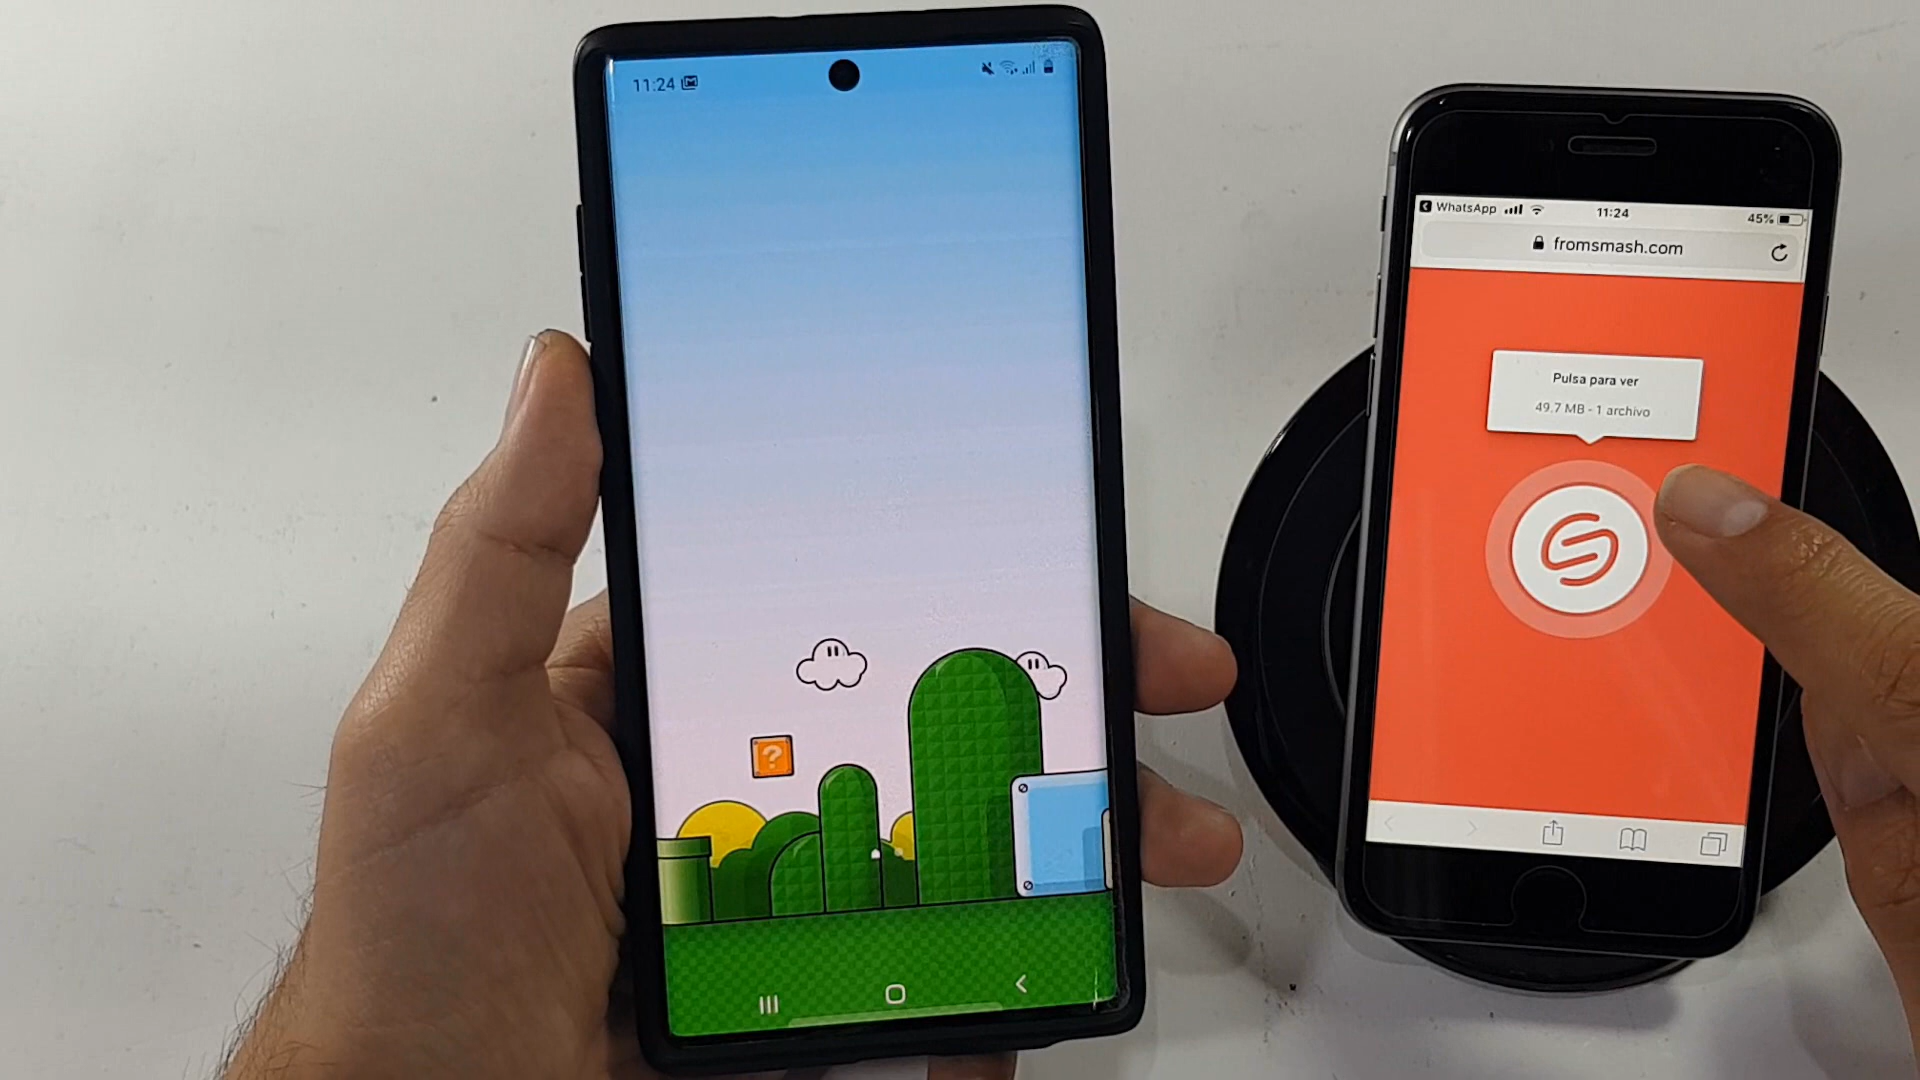 11:24
?
WhatsApp
11:24
45%
fromsmash.com
Pulsa para ver
49.7 MB - 1 archivo